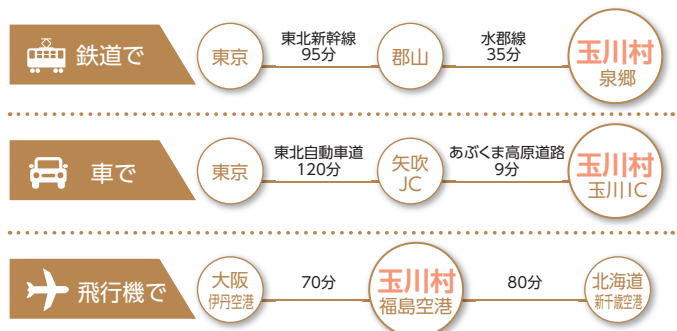 鉄道で
東京
東北新幹線
95分
郡山
水郡線
35分
玉川村
泉郷
車で
東京
東北自動車道
120分
矢吹
JC
あぶくま高原道路
9分
玉川村
玉川IC
飛行機で
大阪
伊丹空港
70分
玉川村
福島空港
80分
北海道
新千歳空港